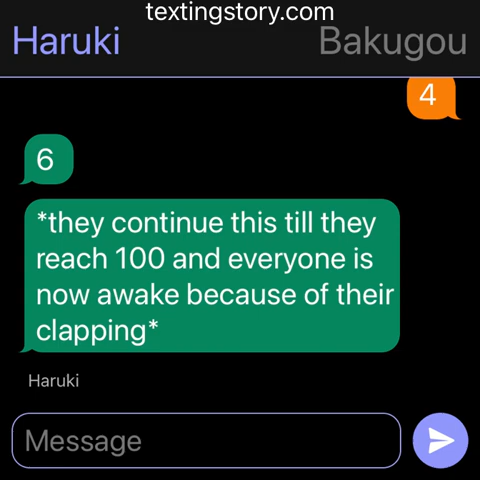 textingstory.com
Haruki Bakugou
4
6
*they continue this till they
reach 100 and everyone is
now awake because of their
clapping*
Haruki
Message